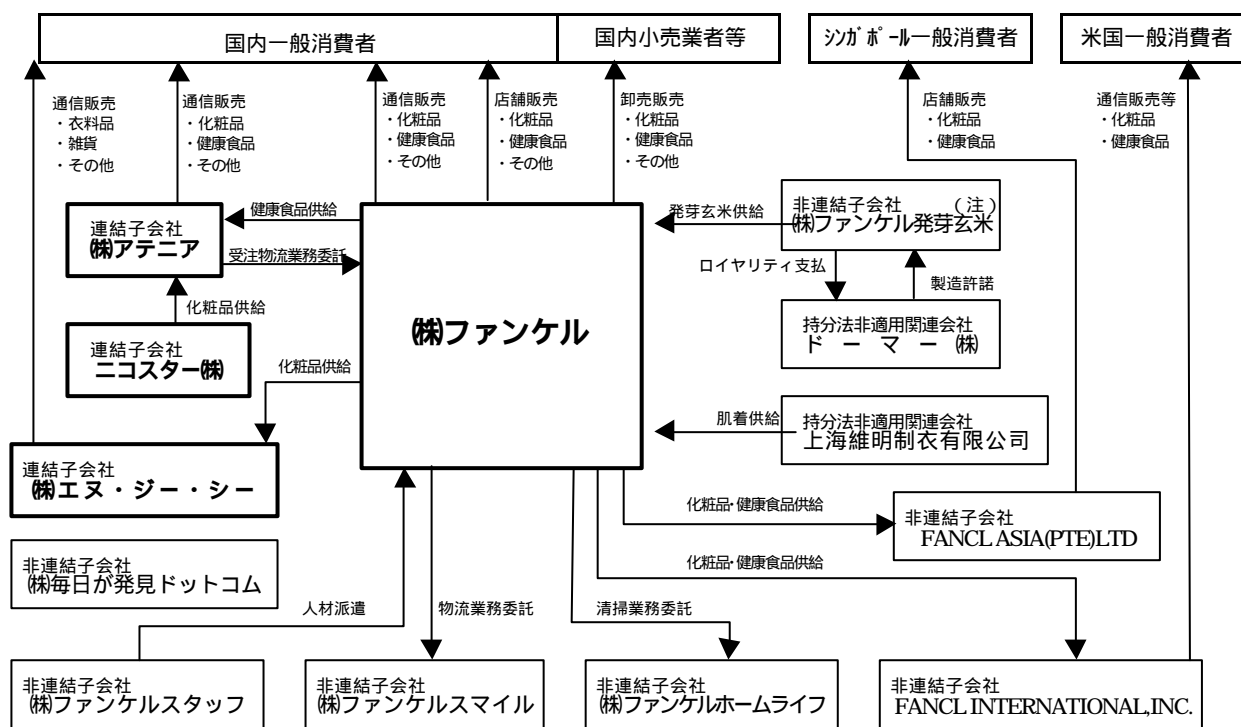 国内一般消費者
国内小売業者等
シンガポール一般消費者
米国一般消費者
通信販売
・衣料品
・雑貨
・その他
通信販売
・化粧品
・健康食品
・その他
通信販売
・化粧品
・健康食品
・その他
店舗販売
・化粧品
・健康食品
・その他
卸売販売
・化粧品
・健康食品
・その他
店舗販売
・化粧品
・健康食品
通信販売等
・化粧品
・健康食品
連結子会社
㈱アテニア
健康食品供給
受注物流業務委託
化粧品供給
連結子会社
ニコスター㈱
化粧品供給
㈱ファンケル
発芽玄米供給
非連結子会社 (注)
㈱ファンケル発芽玄米
ロイヤリティ支払
製造許諾
持分法非適用関連会社
ドーマー㈱
肌着供給
持分法非適用関連会社
上海維明制衣有限公司
連結子会社
㈱エヌ・ジー・シー
化粧品・健康食品供給
非連結子会社
FANCL ASIA(PTE)LTD
非連結子会社
㈱毎日が発見ドットコム
化粧品・健康食品供給
人材派遣
物流業務委託
清掃業務委託
非連結子会社
㈱ファンケルスタッフ
非連結子会社
㈱ファンケルスマイル
非連結子会社
㈱ファンケルホームライフ
非連結子会社
FANCL INTERNATIONAL,INC.